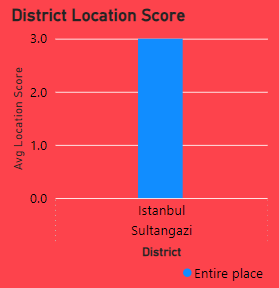 District Location Score
Avg Location Score
3.0
2.0
1.0
0.0
Istanbul
Sultangazi
District
Entire place